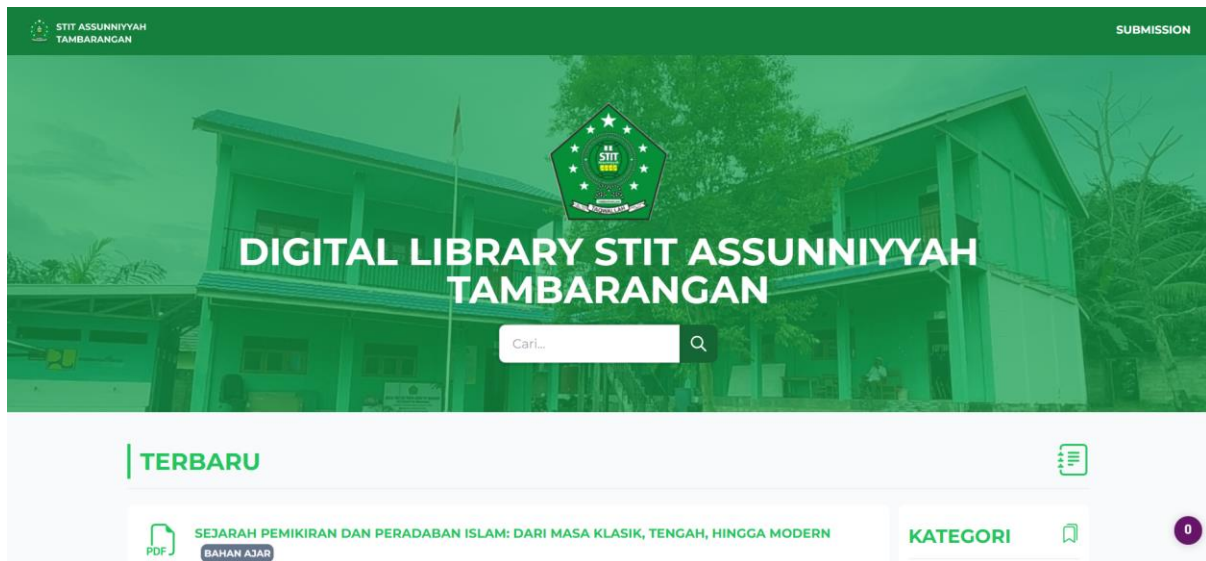 STIT ASSUNNIYYAH
TAMBARANGAN
SUBMISSION
STIT
TAQWALLAH
DIGITAL LIBRARY STIT ASSUNNIYYAH
TAMBARANGAN
Cari...
TERBARU
PDF
SEJARAH PEMIKIRAN DAN PERADABAN ISLAM: DARI MASA KLASIK, TENGAH, HINGGA MODERN
BAHAN AJAR
KATEGORI
0